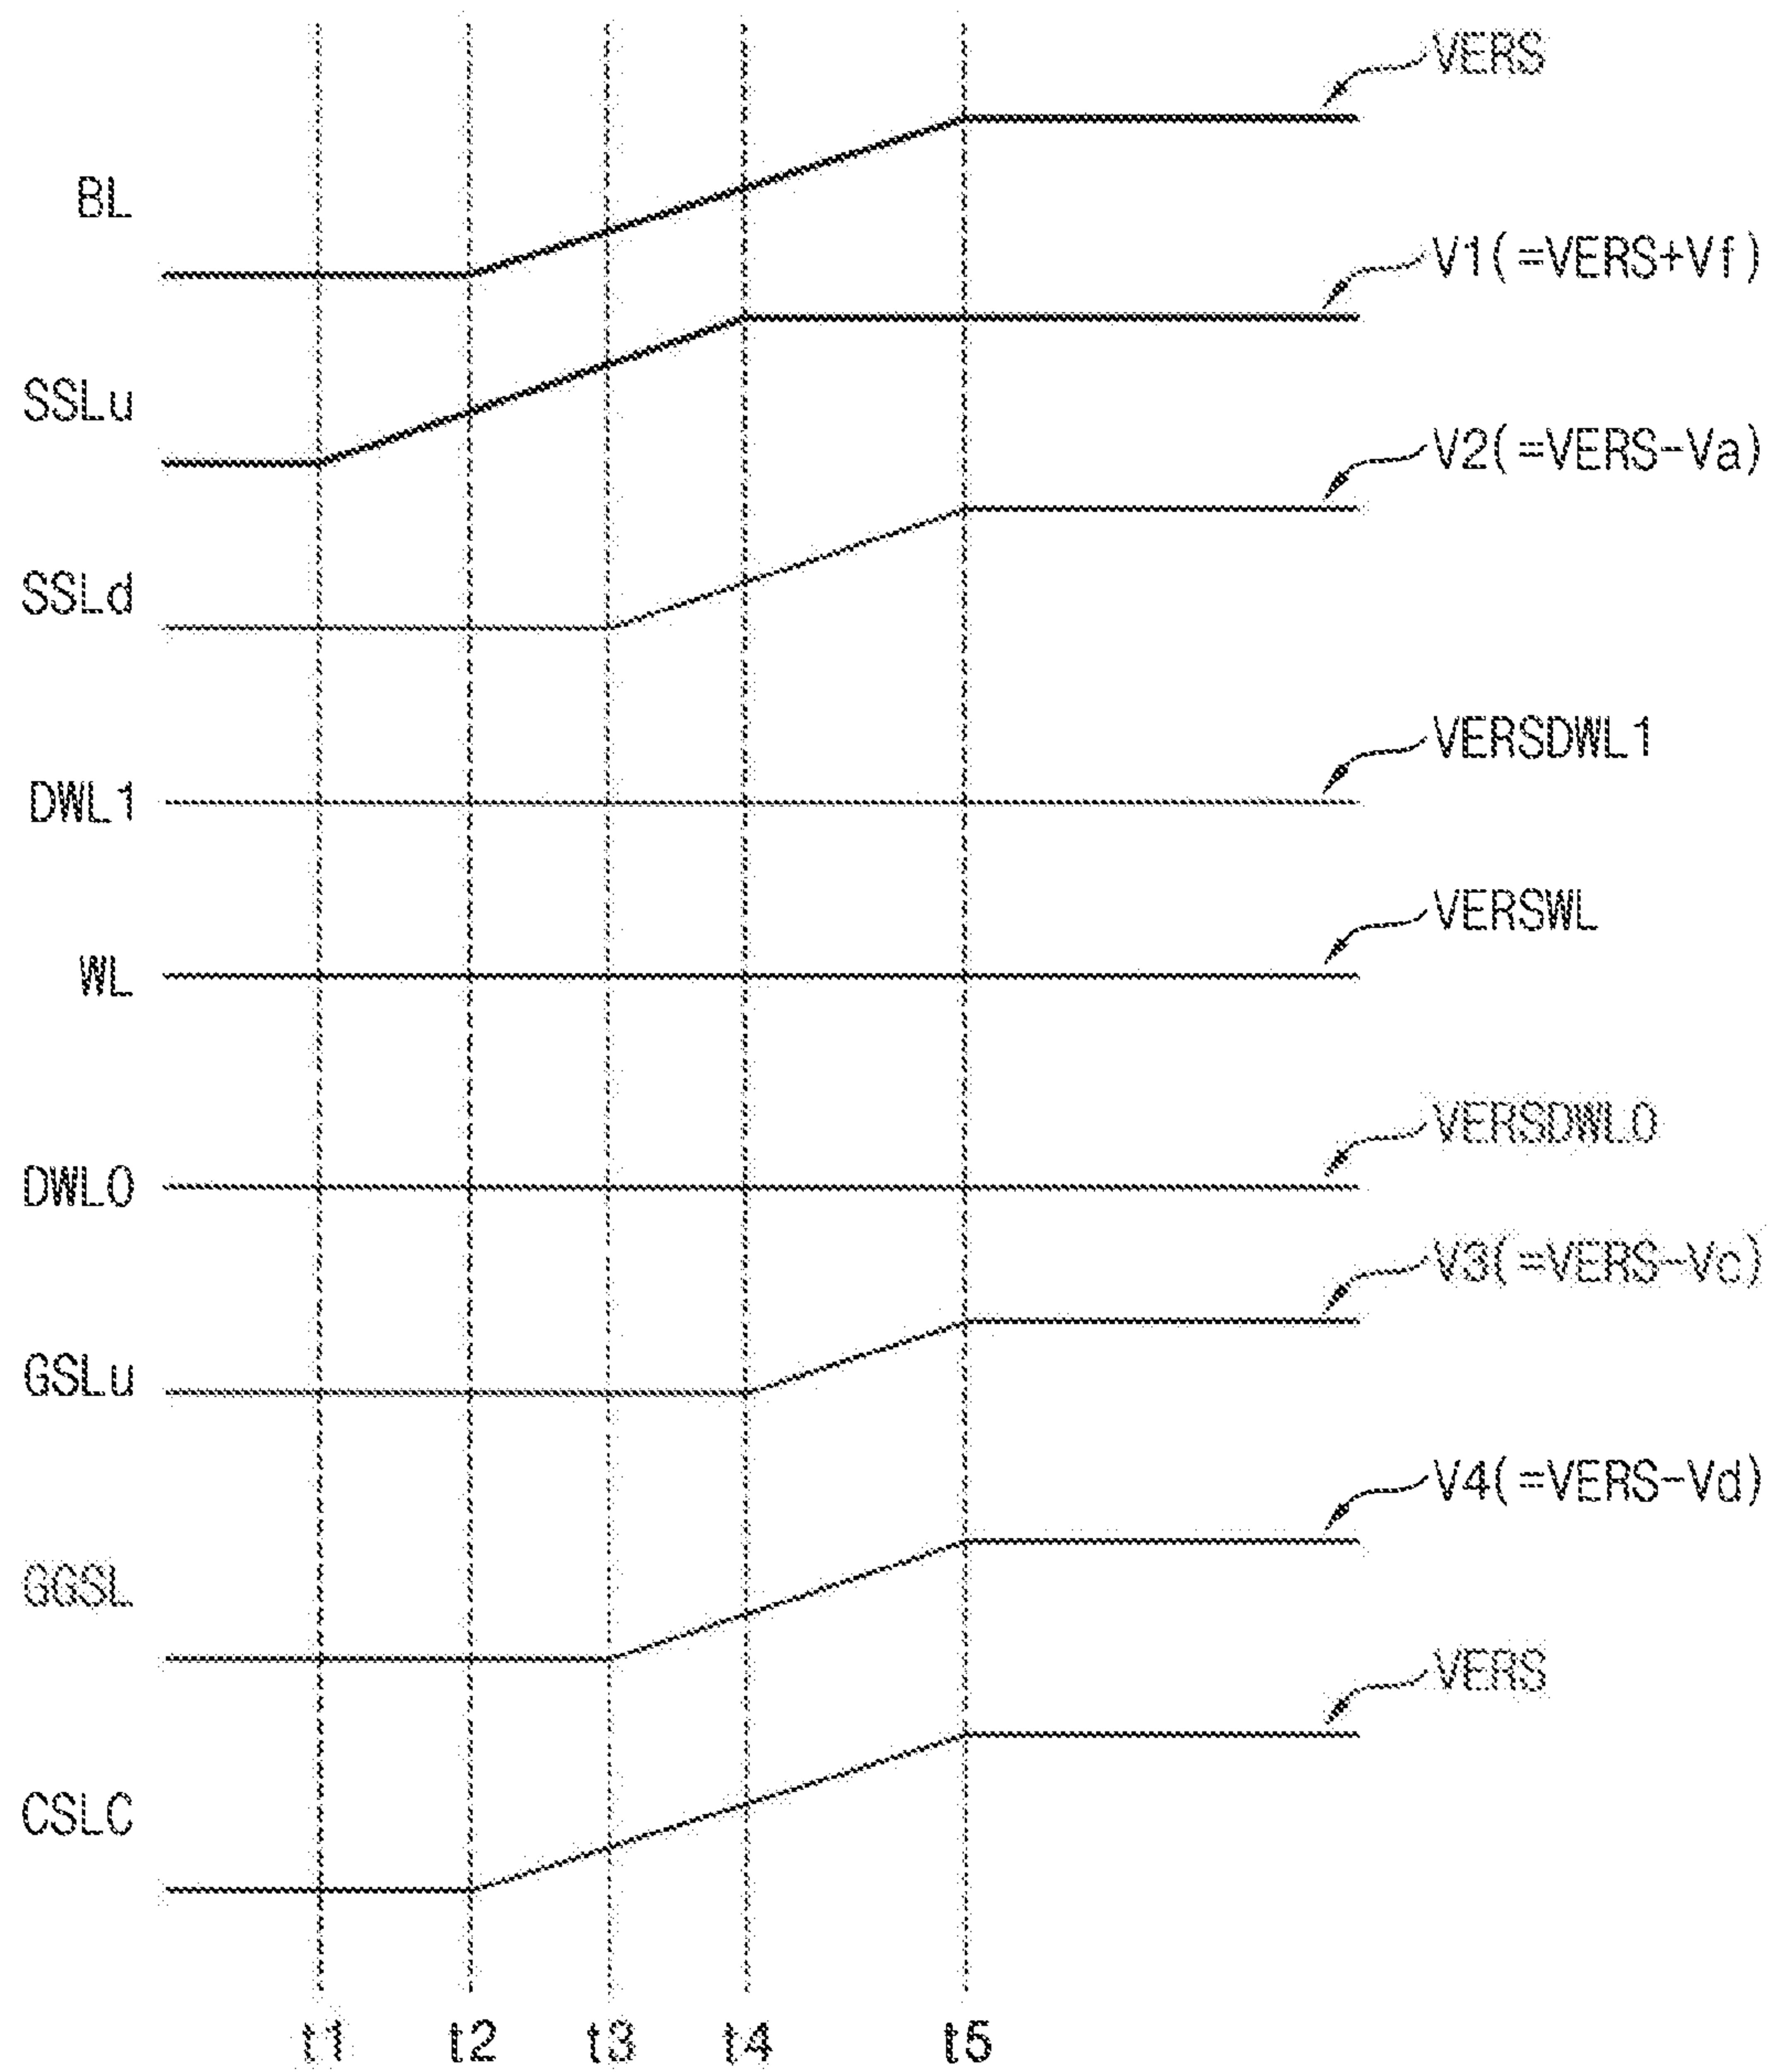 VERS
BL
V1(=VERS+Vf)
SSLu
V2(=VERS-Va)
SSLd
VERSDWL1
DWL1
VERSWL
WL
VERSDWL0
DWL0
V3(=VERS-Vc)
GSLu
V4(=VERS-Vd)
GGSL
VERS
CSLC
t1 t2 t3 t4 t5